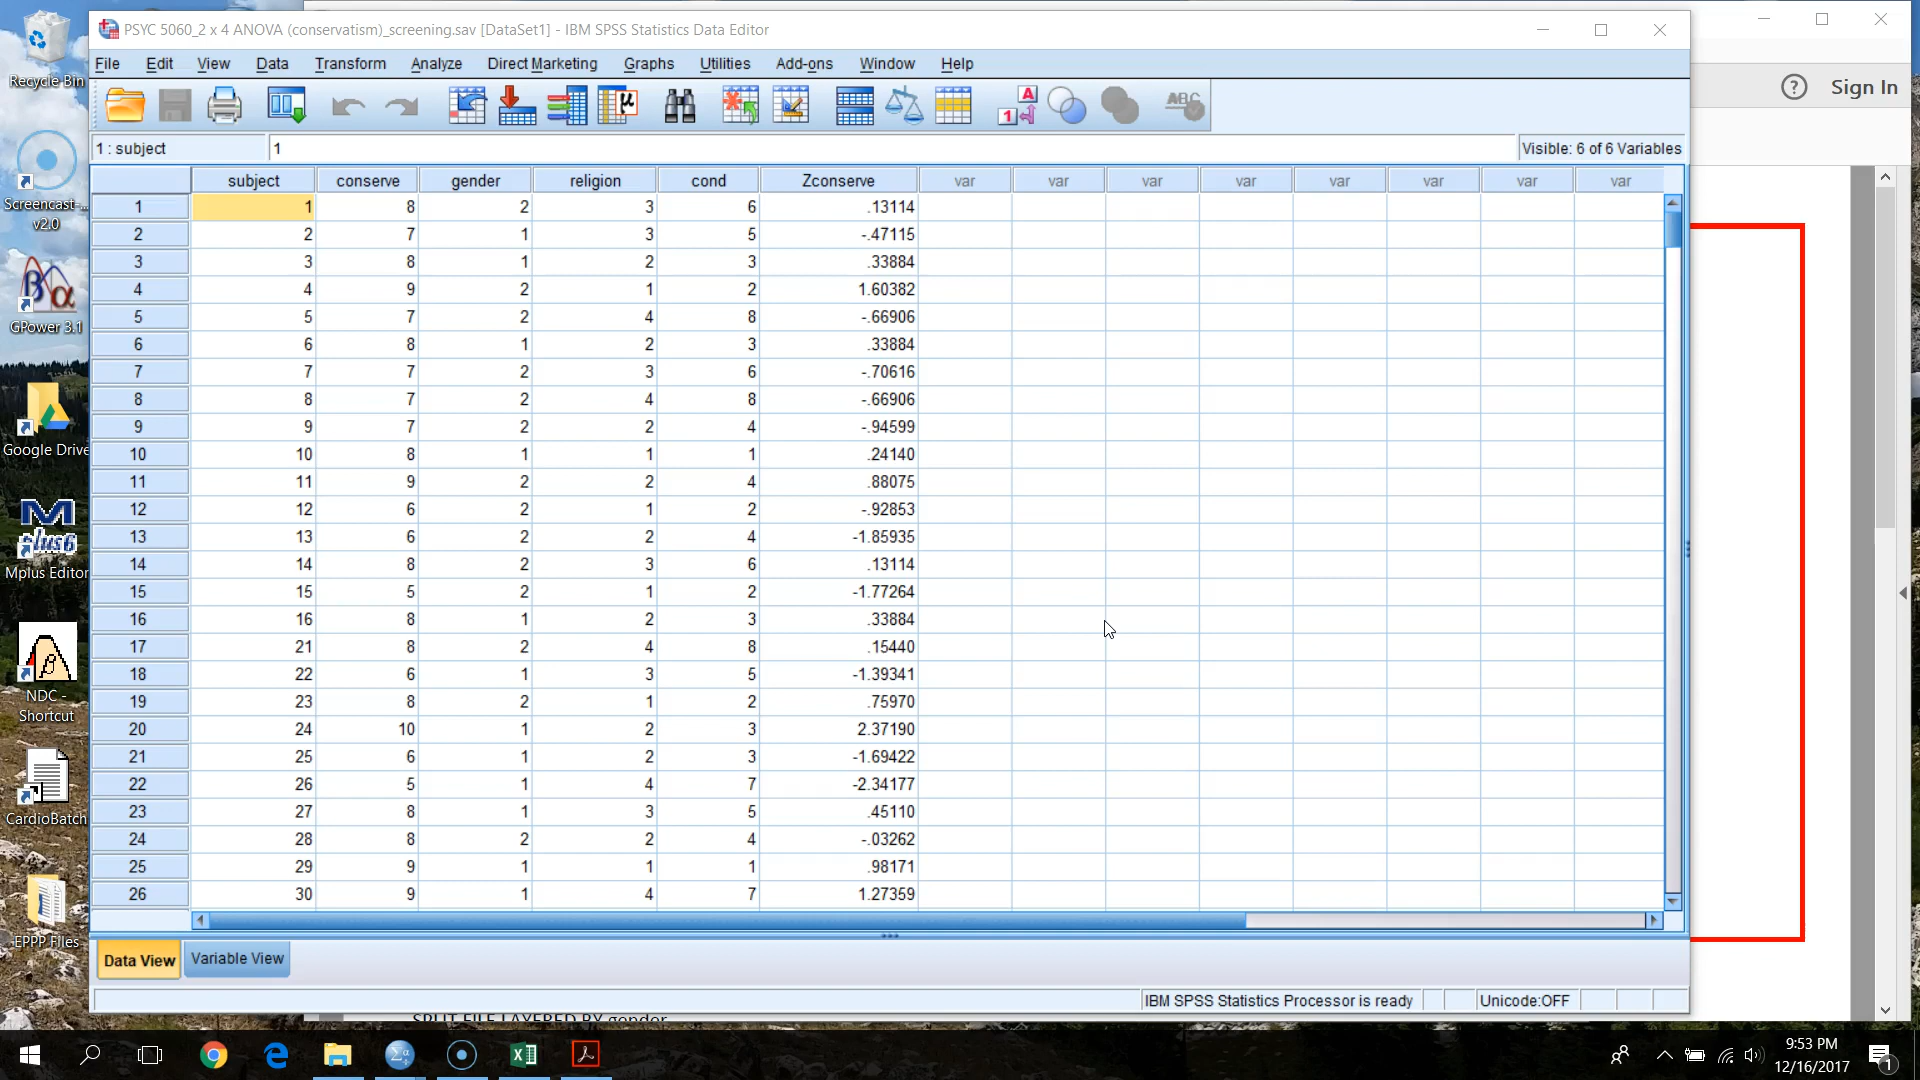 PSYC 5060_2 x 4 ANOVA (conservatism)_screening.sav [DataSet1] - IBM SPSS Statistics Data Editor
File Edit View Data Transform Analyze Direct Marketing Graphs Utilities Add-ons Window Help
Sign In
1 : subject 1 Visible: 6 of 6 Variables
subject conserve gender religion cond Zconserve var var var var var var var var
1 1 8 2 3 6 .13114
2 2 7 1 3 5 -.47115
3 3 8 1 2 3 .33884
4 4 9 2 1 2 1.60382
5 5 7 2 4 8 -.66906
6 6 8 1 2 3 .33884
7 7 7 2 3 6 -.70616
8 8 7 2 4 8 -.66906
9 9 7 2 2 4 -.94599
10 10 8 1 1 1 .24140
11 11 9 2 2 4 .88075
12 12 6 2 1 2 -.92853
13 13 6 2 2 4 -1.85935
14 14 8 2 3 6 .13114
15 15 5 2 1 2 -1.77264
16 16 8 1 2 3 .33884
17 21 8 2 4 8 .15440
18 22 6 1 3 5 -1.39341
19 23 8 2 1 2 .75970
20 24 10 1 2 3 2.37190
21 25 6 1 2 3 -1.69422
22 26 5 1 4 7 -2.34177
23 27 8 1 3 5 .45110
24 28 8 2 2 4 -.03262
25 29 9 1 1 1 .98171
26 30 9 1 4 7 1.27359
Data View Variable View
IBM SPSS Statistics Processor is ready Unicode:OFF
SPLIT FILE LAYERED BY gender
Recycle Bin
Screencast-...
v2.0
GPower 3.1
Google Drive
Mplus6
Mplus Editor
NDC -
Shortcut
CardioBatch
EPPP Files
9:53 PM
12/16/2017
1